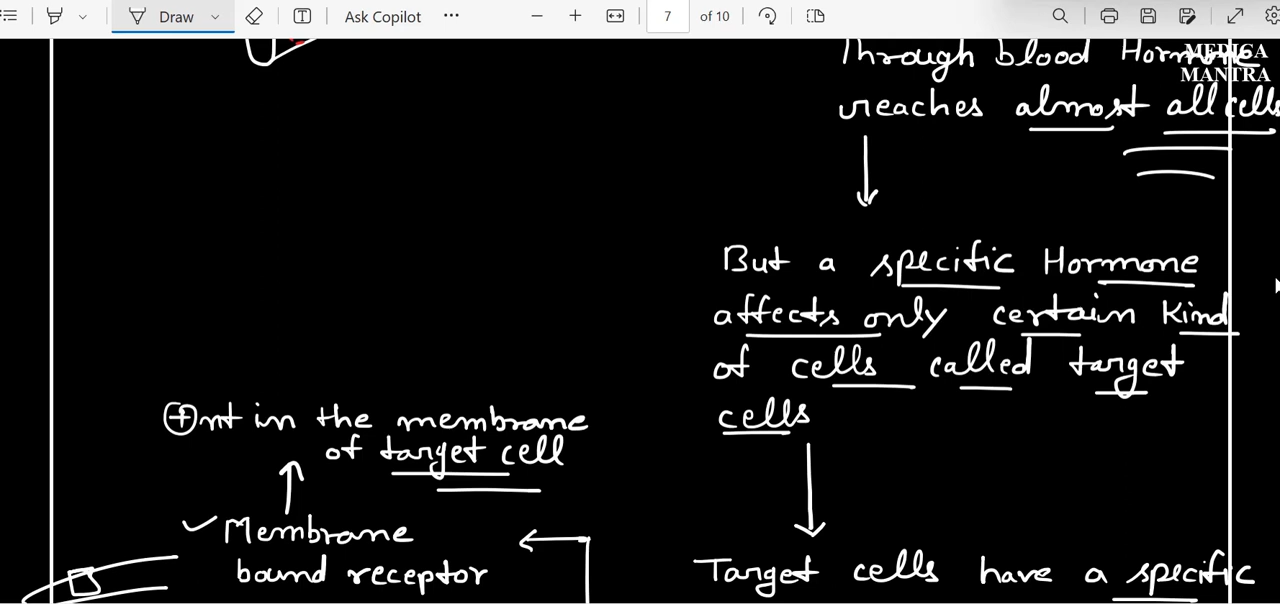 Draw
Ask Copilot
7 of 10
MEDICA
MANTRA
Through blood Hormone
reaches almost all cells
But a specific Hormone
affects only certain kind
of cells called target
cells
⊕nt in the membrane
of target cell
Membrane
bound receptor
Target cells have a specific